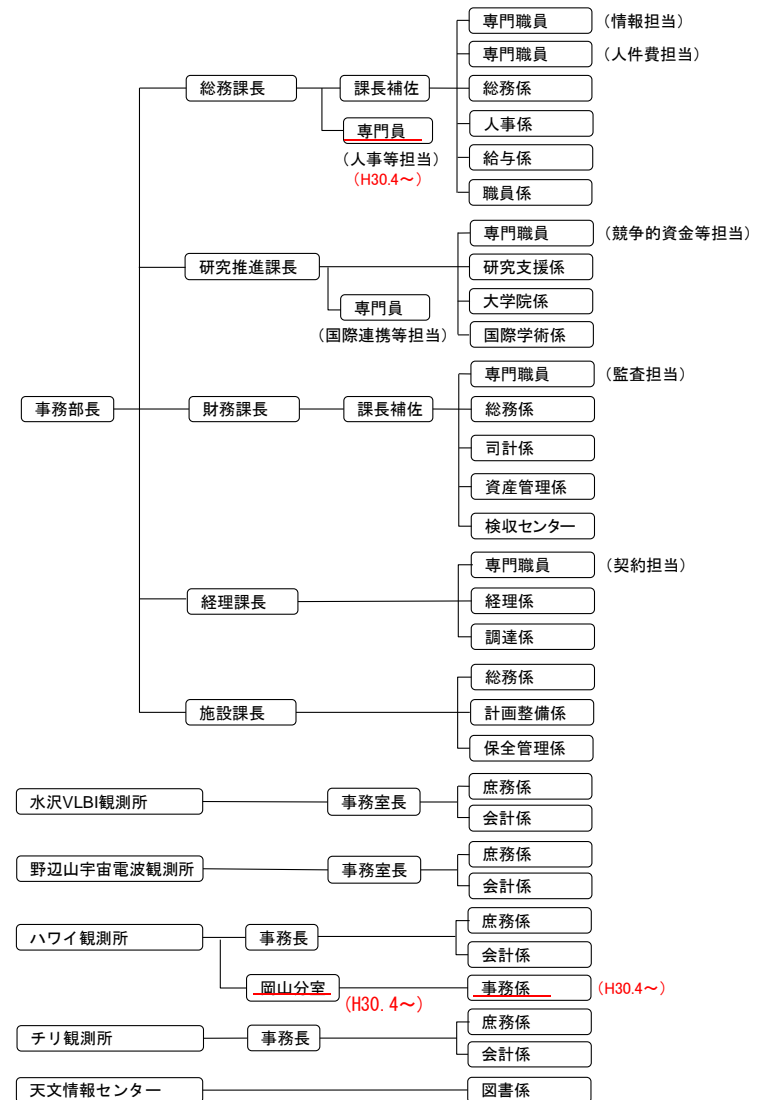 専門職員 （情報担当）
専門職員 （人件費担当）
総務課長 課長補佐 総務係
専門員 人事係
（人事等担当） 給与係
（H30.4～）
職員係
専門職員 （競争的資金等担当）
研究推進課長 研究支援係
専門員 大学院係
（国際連携等担当） 国際学術係
専門職員 （監査担当）
事務部長 財務課長 課長補佐 総務係
司計係
資産管理係
検収センター
専門職員 （契約担当）
経理課長 経理係
調達係
総務係
施設課長 計画整備係
保全管理係
庶務係
水沢VLBI観測所 事務室長
会計係
庶務係
野辺山宇宙電波観測所 事務室長
会計係
庶務係
ハワイ観測所 事務長
会計係
岡山分室 事務係 （H30.4～）
（H30.4～）
庶務係
チリ観測所 事務長
会計係
天文情報センター 図書係